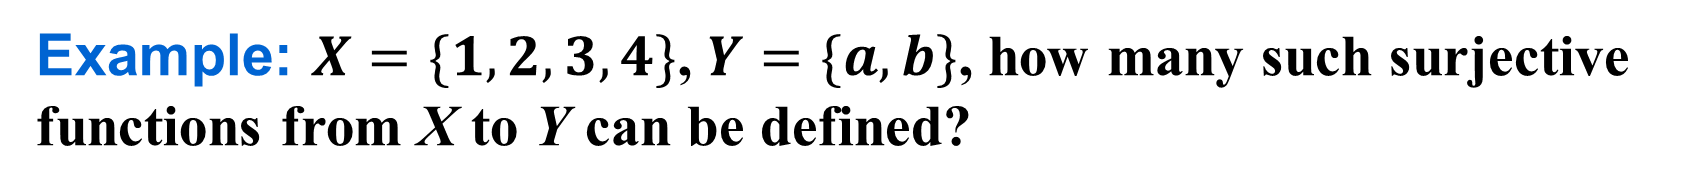 Example: X = {1, 2, 3, 4}, Y = {a, b}, how many such surjective
functions from X to Y can be defined?